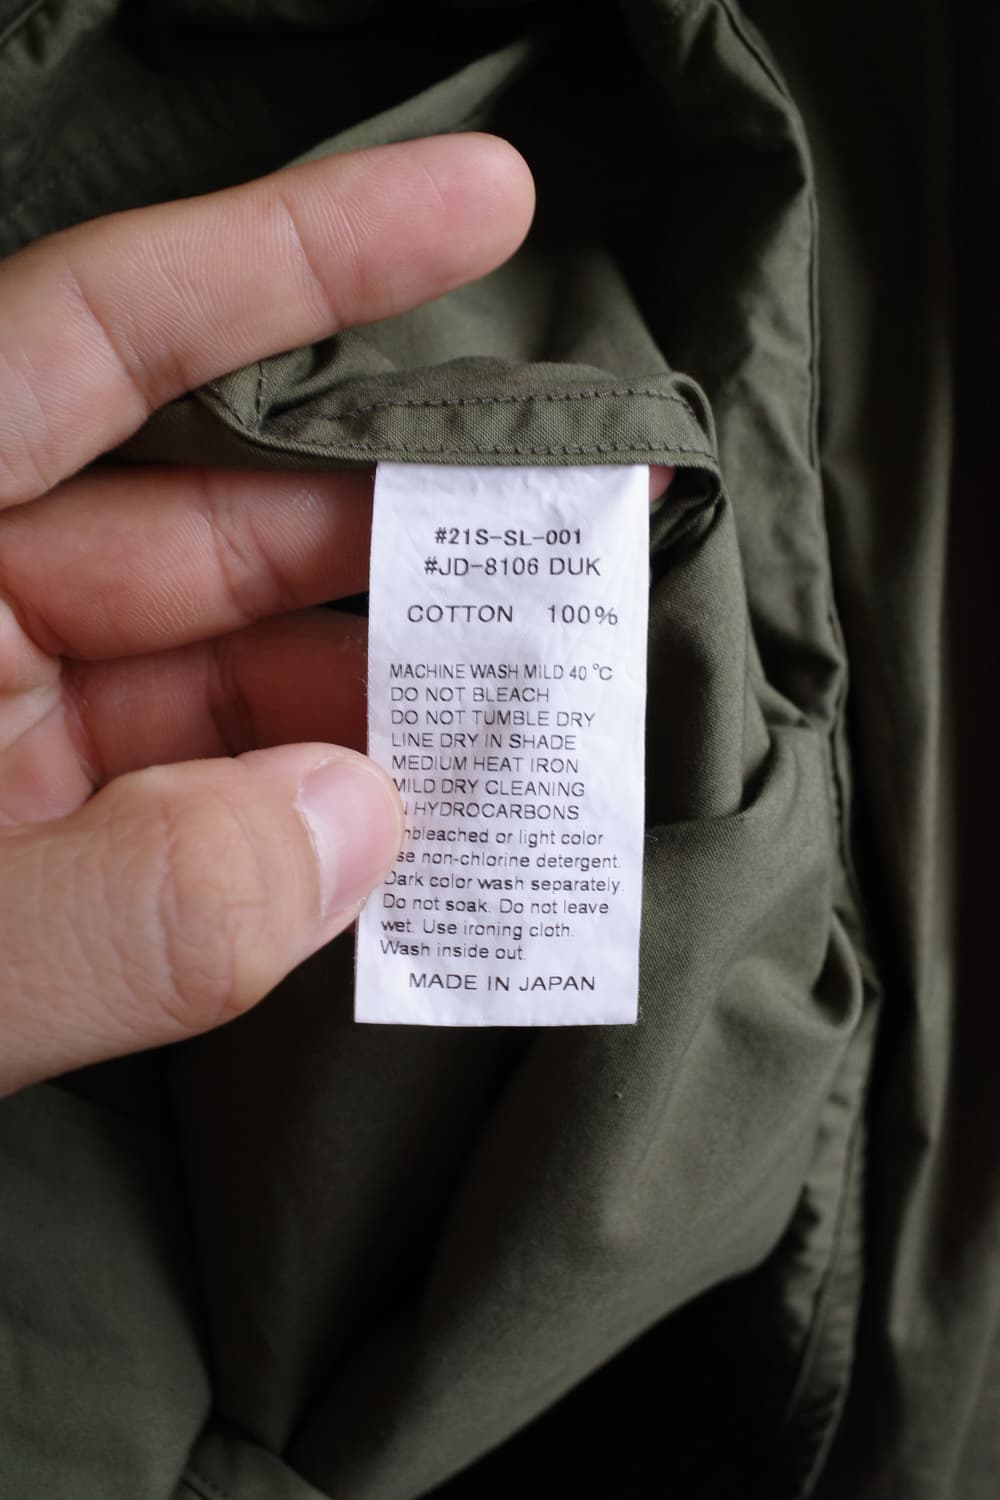 #21S-SL-001
#JD-8106 DUK
COTTON 100%
MACHINE WASH MILD 40 °C
DO NOT BLEACH
DO NOT TUMBLE DRY
LINE DRY IN SHADE
MEDIUM HEAT IRON
MILD DRY CLEANING
HYDROCARBONS
or light color
non-chlorine detergent.
Dark color wash separately.
Do not soak. Do not leave
wet. Use ironing cloth.
Wash inside out.
MADE IN JAPAN